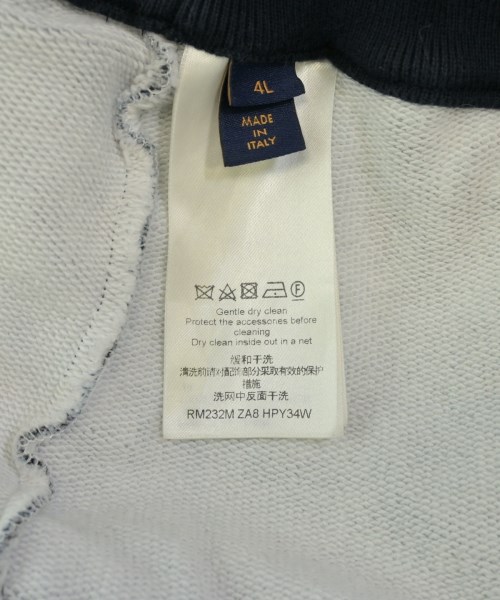 4L
MADE
IN
ITALY
F
Gentle dry clean
Protect the accessories before
cleaning
Dry clean inside out in a net
缓和干洗
清洗前请对配饰部分采取有效的保护
措施
洗网中反面干洗
RM232M ZA8 HPY34W